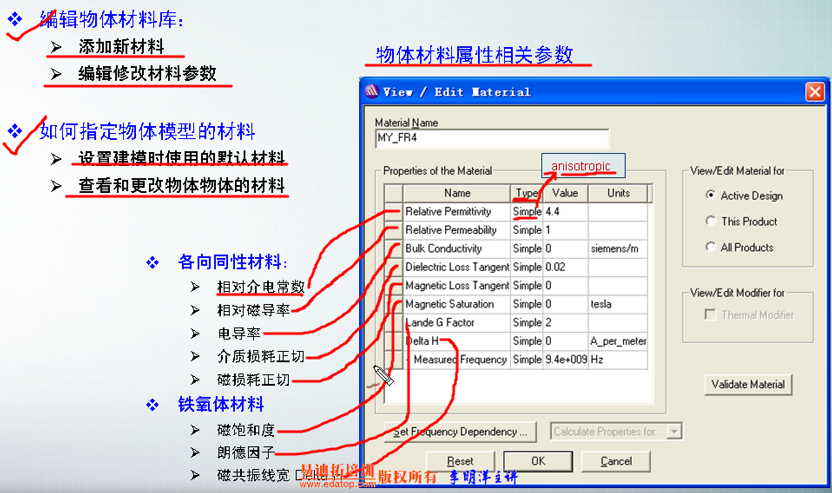 编辑物体材料库:
添加新材料
编辑修改材料参数
如何指定物体模型的材料
设置建模时使用的默认材料
查看和更改物体物体的材料
各向同性材料:
相对介电常数
相对磁导率
电导率
介质损耗正切
磁损耗正切
铁氧体材料
磁饱和度
朗德因子
磁共振线宽
物体材料属性相关参数
View / Edit Material
Material Name
MY_FR4
anisotropic
Properties of the Material
Name Type Value Units
Relative Permittivity Simple 4.4
Relative Permeability Simple 1
Bulk Conductivity Simple 0 siemens/m
Dielectric Loss Tangent Simple 0.02
Magnetic Loss Tangent Simple 0
Magnetic Saturation Simple 0 tesla
Lande G Factor Simple 2
Delta H Simple 0 A_per_meter
- Measured Frequency Simple 9.4e+009 Hz
View/Edit Material for
Active Design
This Product
All Products
View/Edit Modifier for
Thermal Modifier
Validate Material
Set Frequency Dependency ...
Calculate Properties for:
Reset OK Cancel
易迪拓培训 版权所有 李明洋主讲
www.edatop.com